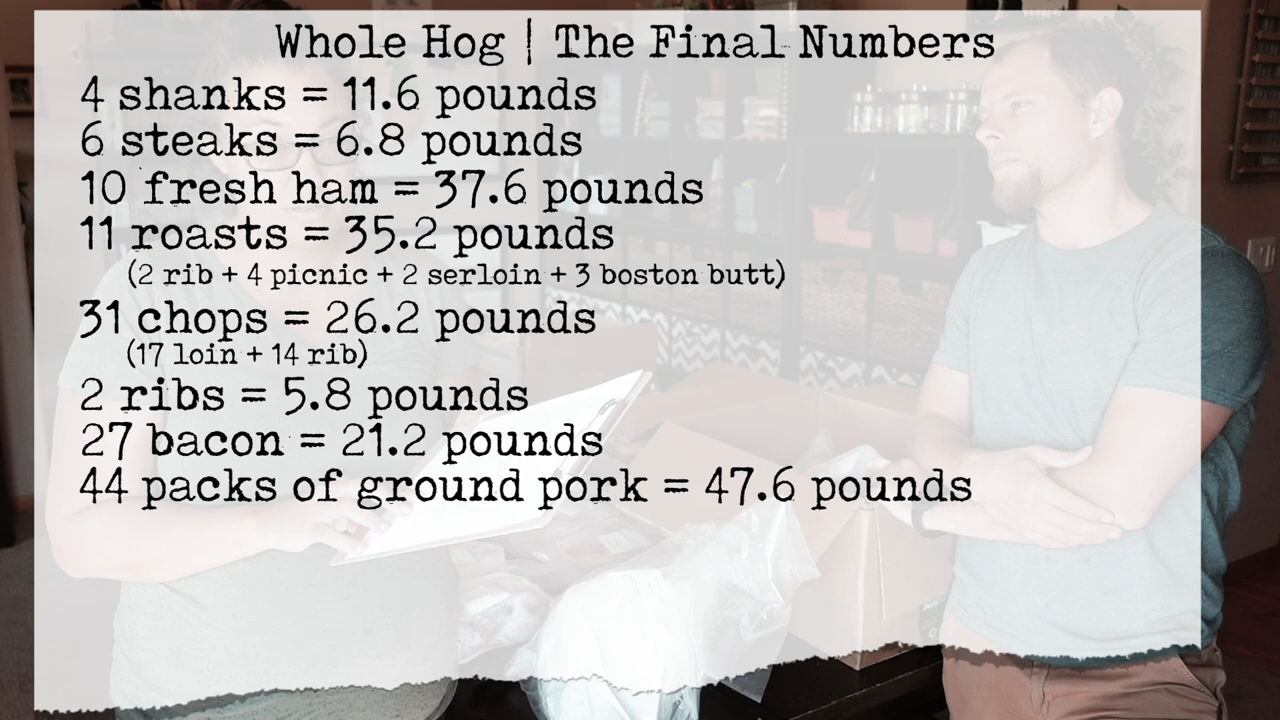 Whole Hog | The Final Numbers
4 shanks = 11.6 pounds
6 steaks = 6.8 pounds
10 fresh ham = 37.6 pounds
11 roasts = 35.2 pounds
(2 rib + 4 picnic + 2 serloin + 3 boston butt)
31 chops = 26.2 pounds
(17 loin + 14 rib)
2 ribs = 5.8 pounds
27 bacon = 21.2 pounds
44 packs of ground pork = 47.6 pounds